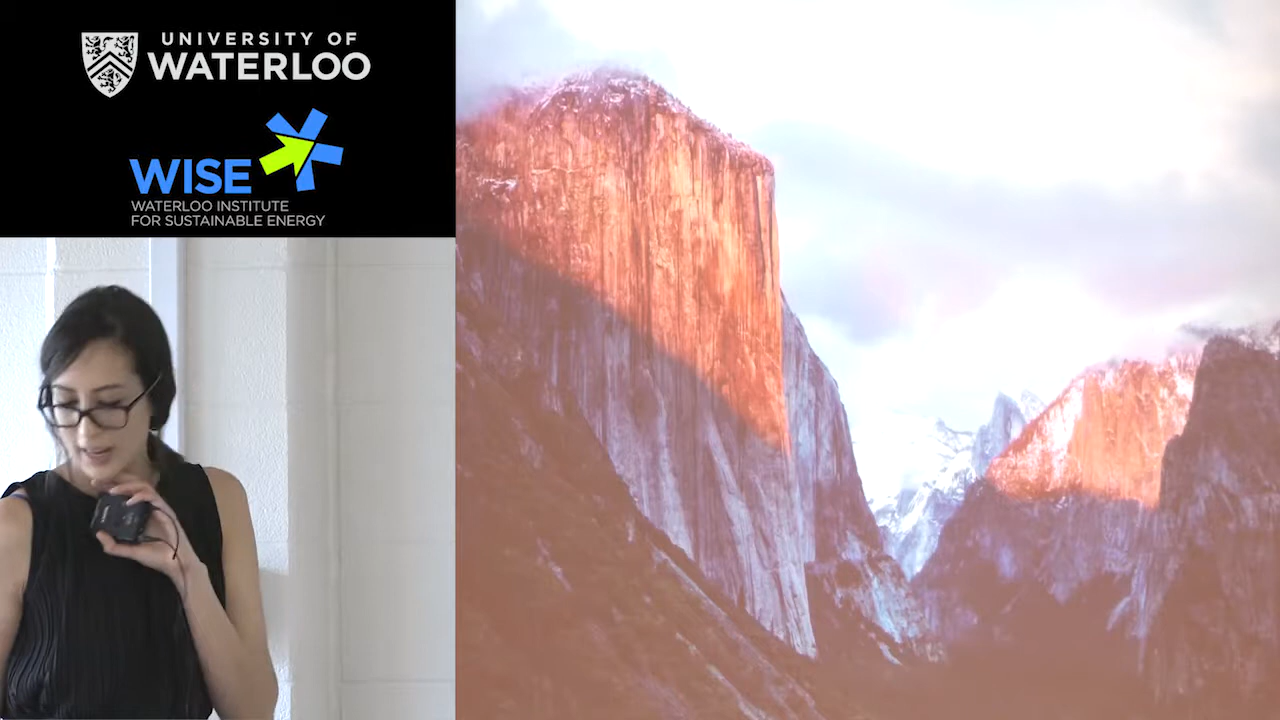 UNIVERSITY OF
WATERLOO
WISE
WATERLOO INSTITUTE
FOR SUSTAINABLE ENERGY